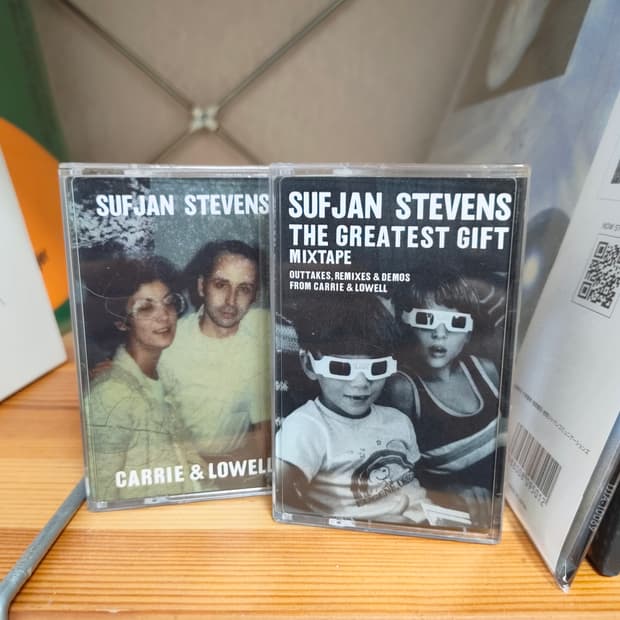 SUFJAN STEVENS
CARRIE & LOWELL
SUFJAN STEVENS
THE GREATEST GIFT
MIXTAPE
OUTTAKES, REMIXES & DEMOS
FROM CARRIE & LOWELL